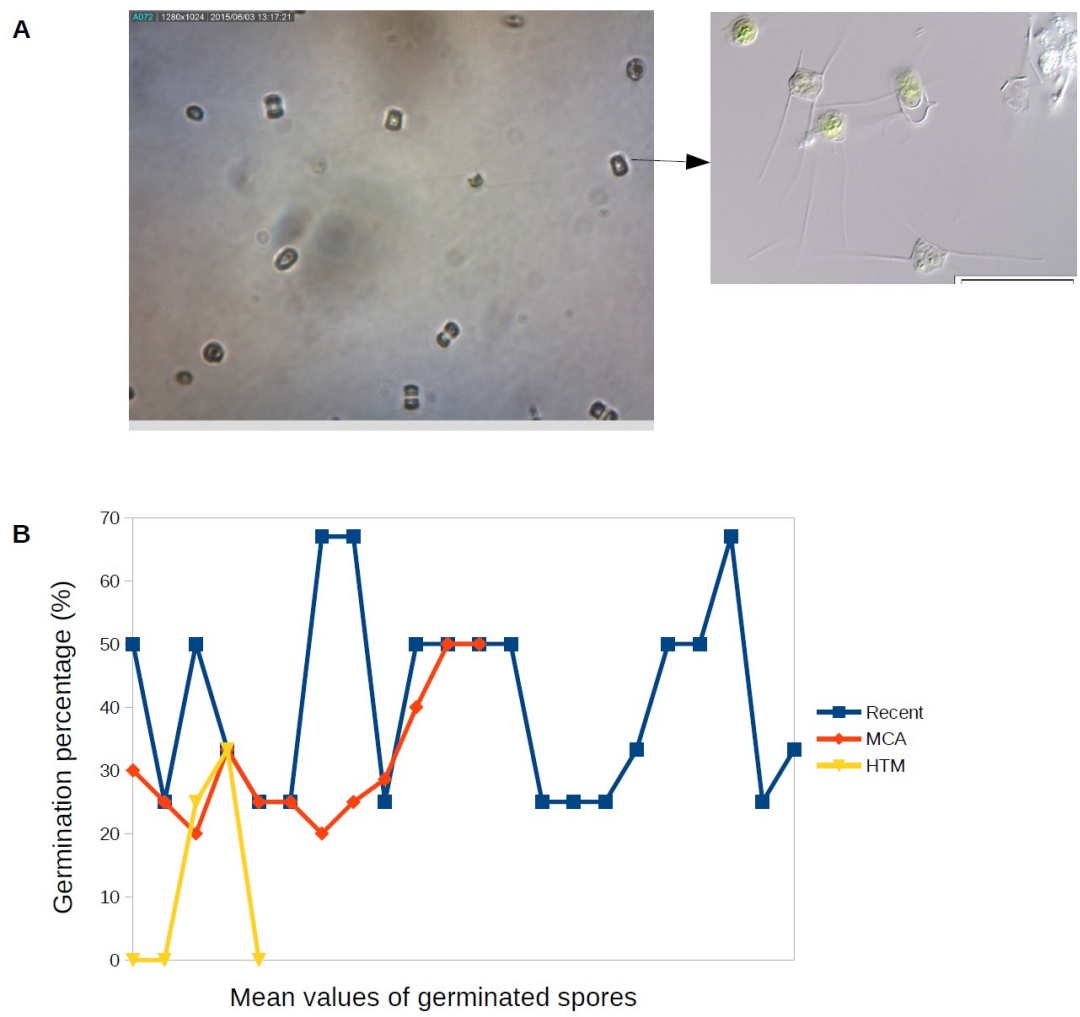 A
A072 | 1280x1024 | 2015/06/03 13:17:21
B
70
60
50
40
30
20
10
0
Germination percentage (%)
Mean values of germinated spores
Recent
MCA
HTM